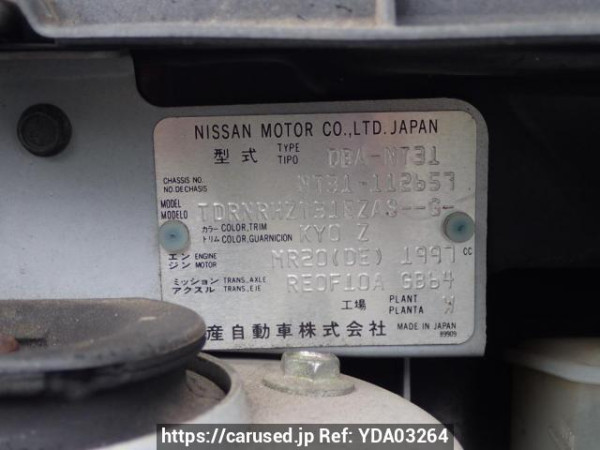 NISSAN MOTOR CO.,LTD. JAPAN
型式 TYPE TIPO DBA-NT31
CHASSIS NO. NO.DECHASIS NT31-112657
MODEL MODELO
カラー COLOR,TRIM トリム COLOR,GUARNICION KY0 Z
エンジン ENGINE MOTOR MR20(DE) 1997 cc
ミッション TRANS,AXLE アクスル TRANS,EJE RE0F10A GB64
工場 PLANT PLANTA W
産自動車株式会社 MADE IN JAPAN
https://carused.jp Ref: YDA03264